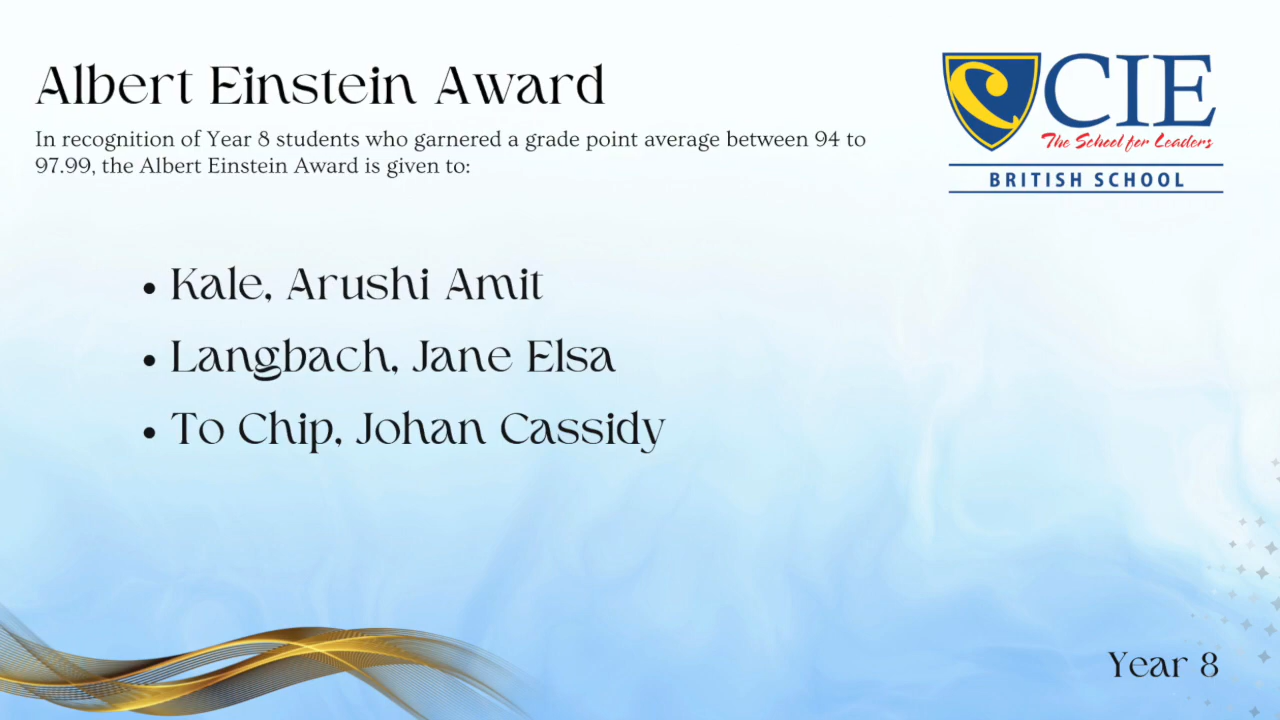 Albert Einstein Award
In recognition of Year 8 students who garnered a grade point average between 94 to
97.99, the Albert Einstein Award is given to:
CIE
The School for Leaders
BRITISH SCHOOL
• Kale, Arushi Amit
• Langbach, Jane Elsa
• To Chip, Johan Cassidy
Year 8